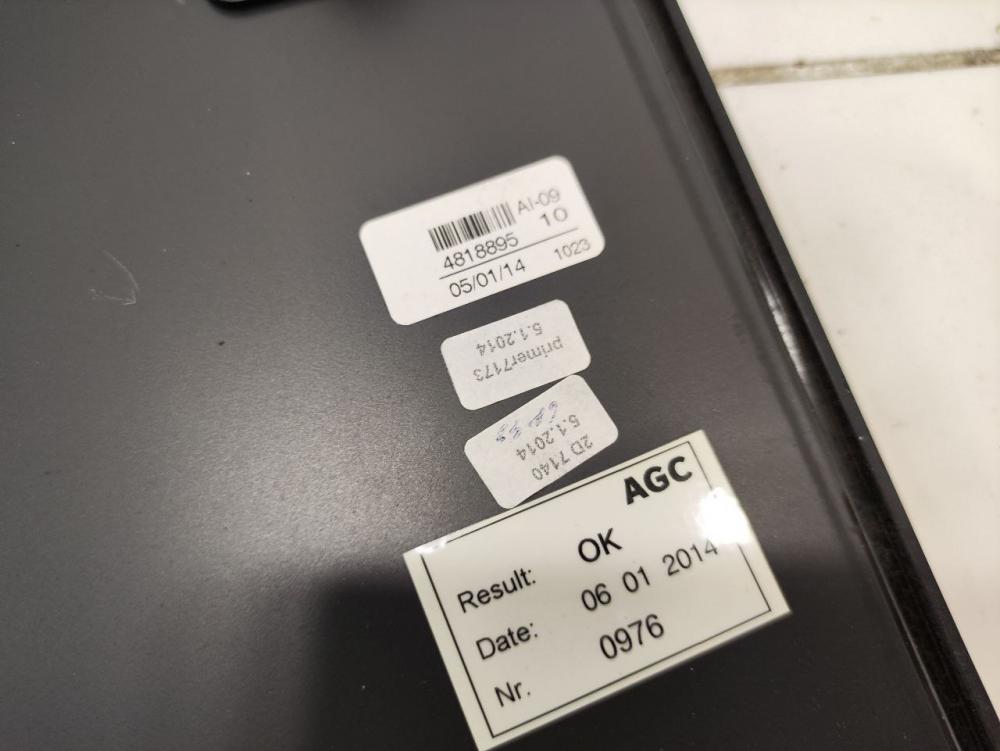 AI-09
4818895 10
05/01/14 1023
primer7173
5.1.2014
2D 7140
5.1.2014
AGC
Result: OK
Date: 06 01 2014
Nr. 0976